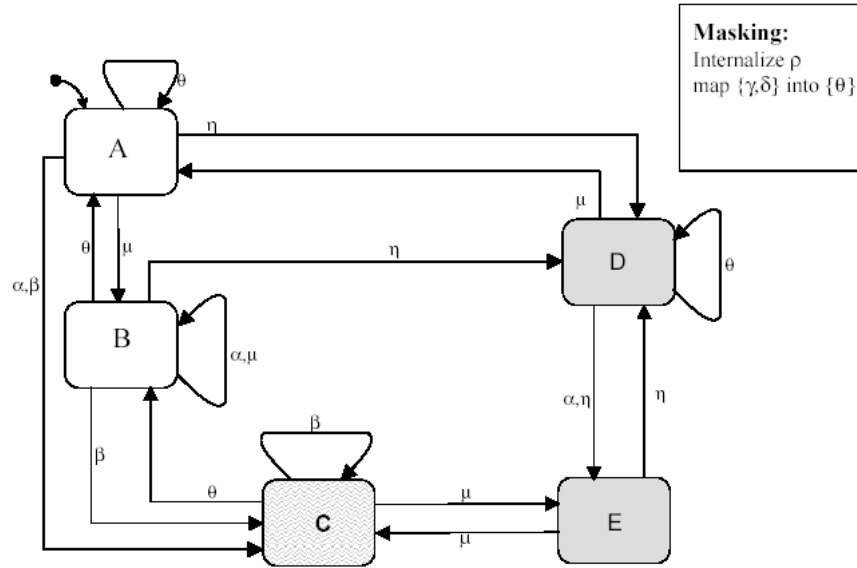 Masking:
Internalize ρ
map {γ,δ} into {θ}
θ
A
η
μ
θ
μ
α,β
η
D
θ
B
α,μ
α,η
η
β
β
θ
C
μ
μ
E